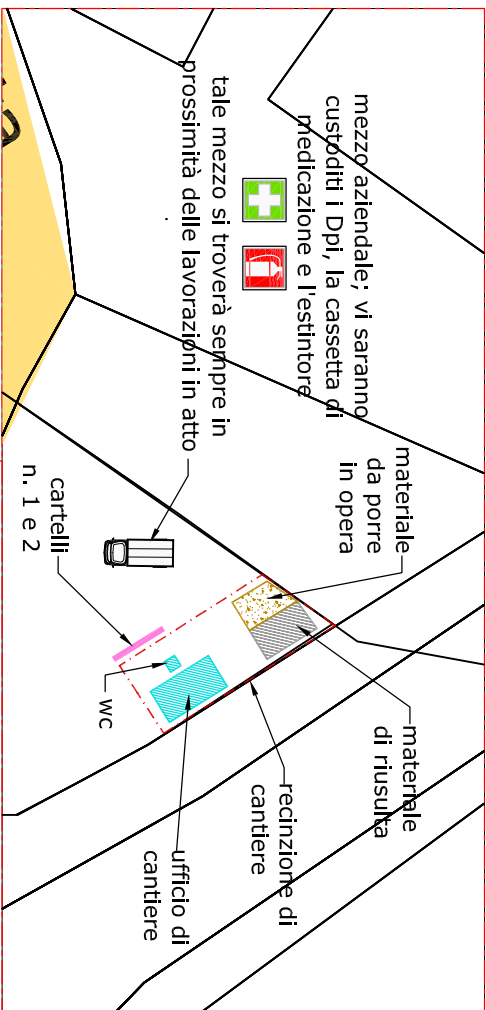 mezzo aziendale; vi saranno
custoditi i Dpi, la cassetta di
medicazione e l'estintore
tale mezzo si troverà sempre in
prossimità delle lavorazioni in atto
materiale
da porre
in opera
materiale
di riusulta
cartelli
n. 1 e 2
wc
recinzione di
cantiere
ufficio di
cantiere